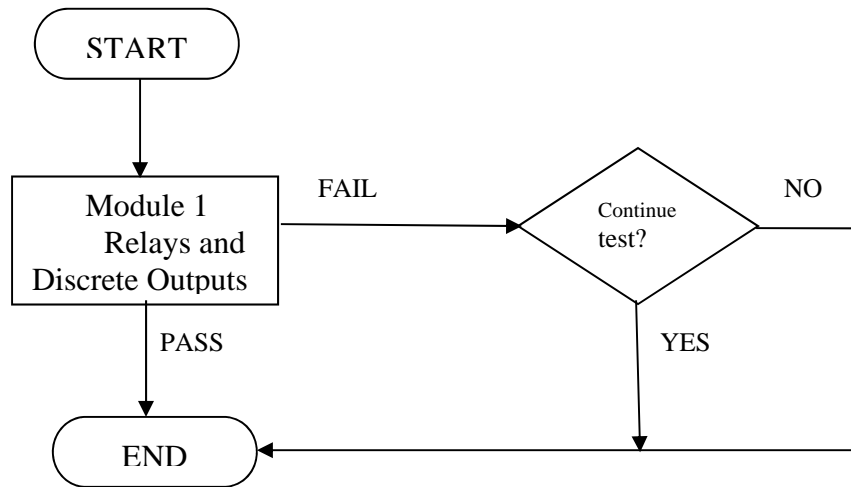 START
Module 1
Relays and
Discrete Outputs
FAIL
Continue
test?
NO
PASS
YES
END